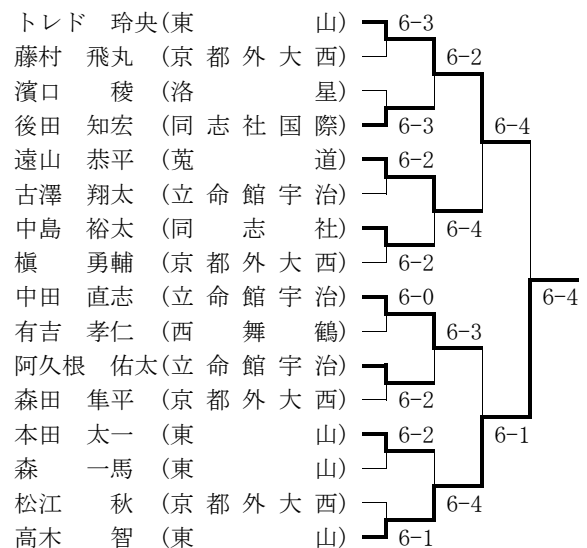 トレド 玲央(東 山) 6-3
藤村 飛丸 (京都外大西) 6-2
濱口 稜 (洛 星)
後田 知宏 (同志社国際) 6-3 6-4
遠山 恭平 (莵 道) 6-2
古澤 翔太 (立命館宇治)
中島 裕太 (同 志 社) 6-4
槇 勇輔 (京都外大西) 6-2
中田 直志 (立命館宇治) 6-0 6-4
有吉 孝仁 (西 舞 鶴) 6-3
阿久根 佑太(立命館宇治)
森田 隼平 (京都外大西) 6-2
本田 太一 (東 山) 6-2 6-1
森 一馬 (東 山)
松江 秋 (京都外大西) 6-4
高木 智 (東 山) 6-1